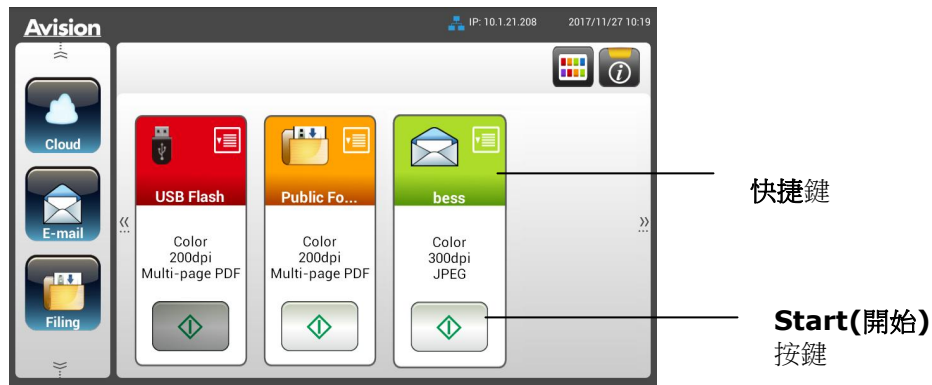 Avision
IP: 10.1.21.208
2017/11/27 10:19
Cloud
E-mail
Filing
USB Flash
Color
200dpi
Multi-page PDF
Public Fo...
Color
200dpi
Multi-page PDF
bess
Color
300dpi
JPEG
快捷鍵
Start(開始)
按鍵